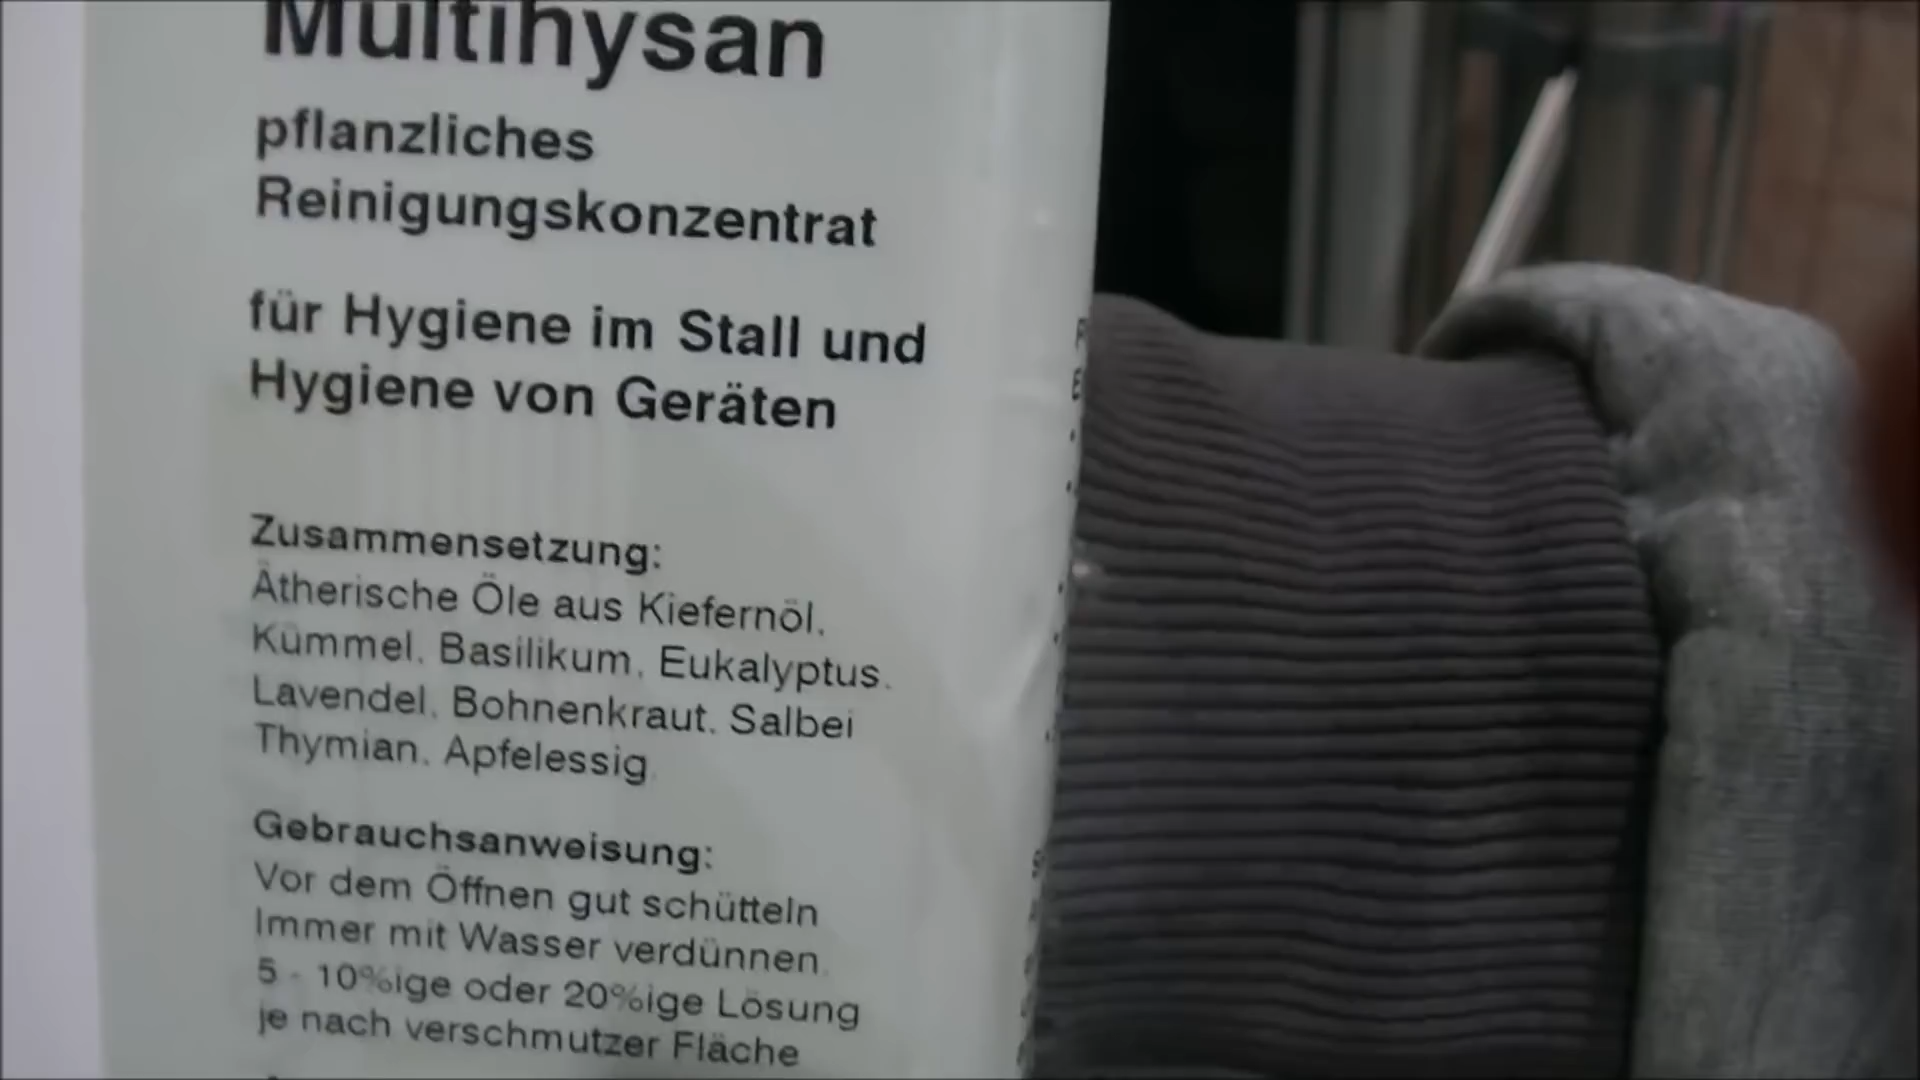 Multihysan
pflanzliches
Reinigungskonzentrat
für Hygiene im Stall und
Hygiene von Geräten
Zusammensetzung:
Ätherische Öle aus Kiefernöl,
Kümmel, Basilikum, Eukalyptus,
Lavendel, Bohnenkraut, Salbei
Thymian, Apfelessig
Gebrauchsanweisung:
Vor dem Öffnen gut schütteln
Immer mit Wasser verdünnen.
5 - 10%ige oder 20%ige Lösung
je nach verschmutzer Fläche